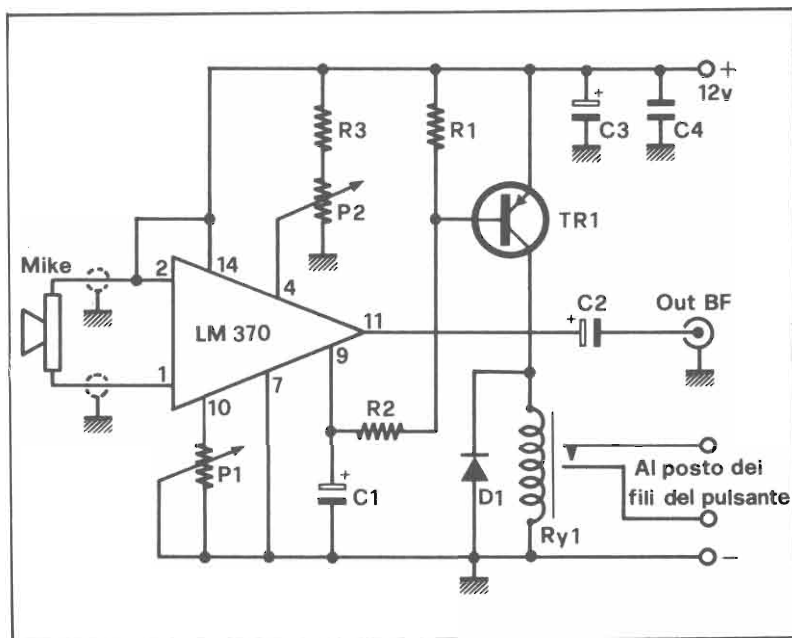 +
12v
R3
R1
+
C3
C4
P2
TR1
Mike
2
14
4
LM 370
11
C2
+
Out BF
1
10
7
9
R2
P1
+
C1
D1
Ry1
Al posto dei
fili del pulsante
-